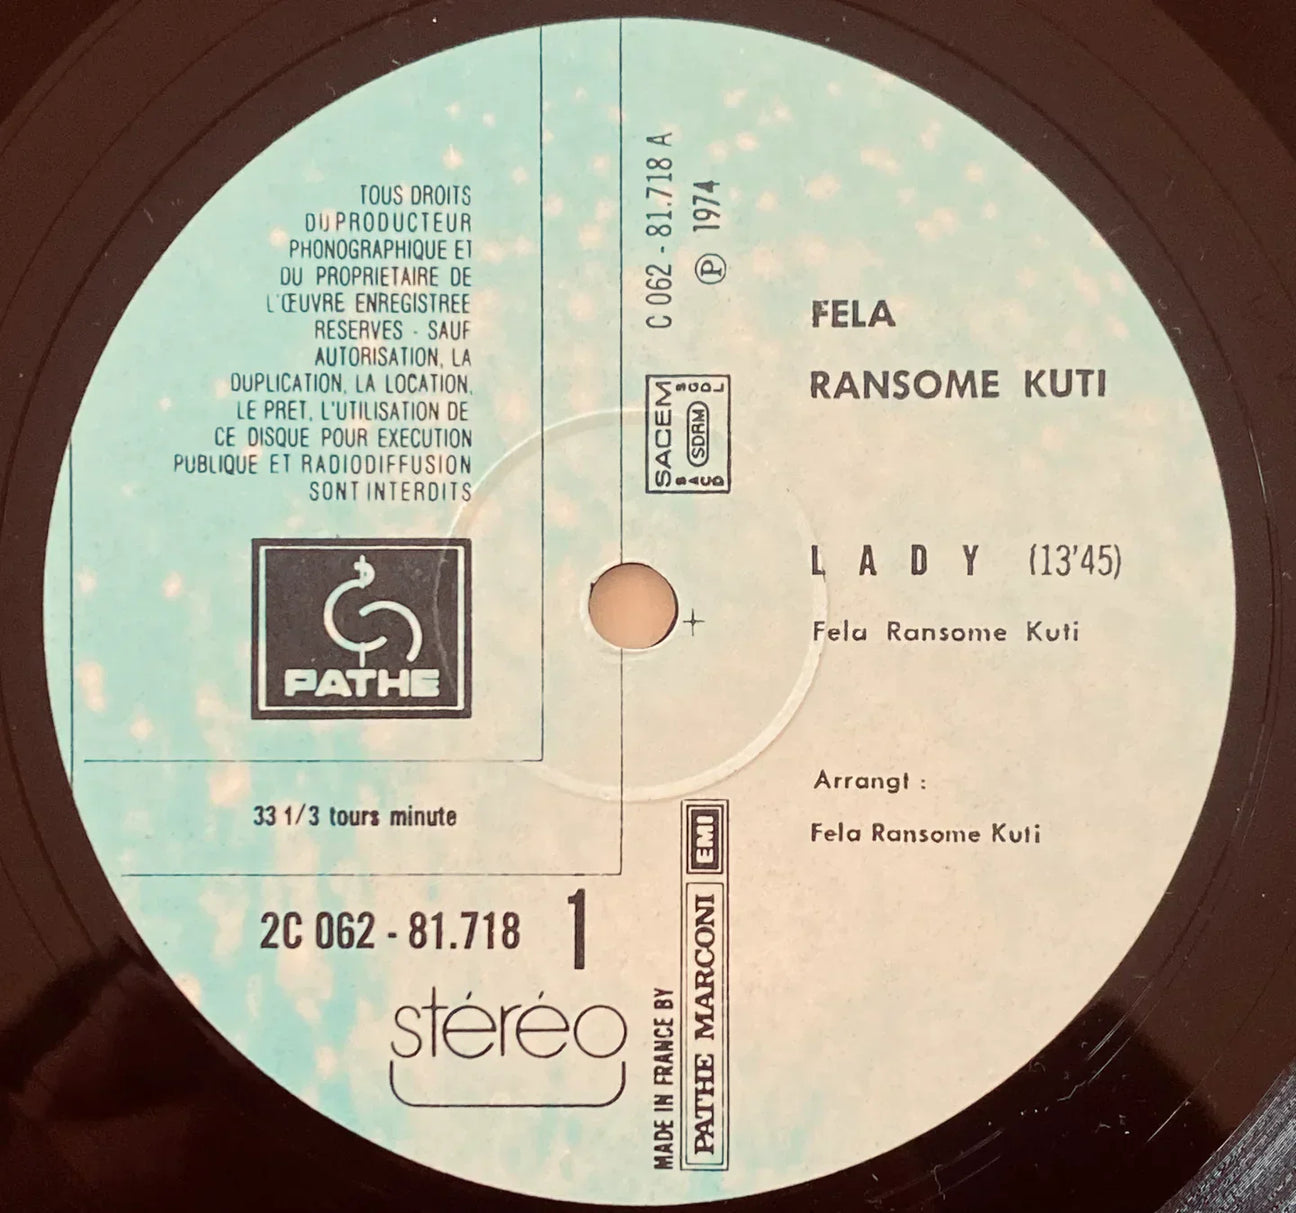 TOUS DROITS
DU PRODUCTEUR
PHONOGRAPHIQUE ET
DU PROPRIETAIRE DE
L'ŒUVRE ENREGISTREE
RESERVES - SAUF
AUTORISATION, LA
DUPLICATION, LA LOCATION,
LE PRET, L'UTILISATION DE
CE DISQUE POUR EXECUTION
PUBLIQUE ET RADIODIFFUSION
SONT INTERDITS
PATHE
33 1/3 tours minute
2C 062 - 81.718 1
stéréo
C 062 - 81.718 A
Ⓟ 1974
SACEM
SDRM
SGDL
SACD
MADE IN FRANCE BY
PATHE MARCONI EMI
FELA
RANSOME KUTI
LADY (13'45)
Fela Ransome Kuti
Arrangt :
Fela Ransome Kuti